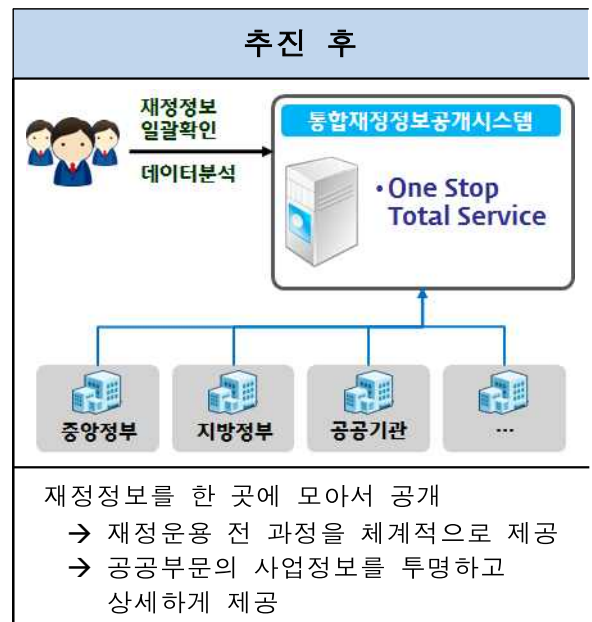 추진 후
재정정보
일괄확인
데이터분석
통합재정정보공개시스템
• One Stop
Total Service
중앙정부
지방정부
공공기관
...
재정정보를 한 곳에 모아서 공개
→ 재정운용 전 과정을 체계적으로 제공
→ 공공부문의 사업정보를 투명하고
상세하게 제공